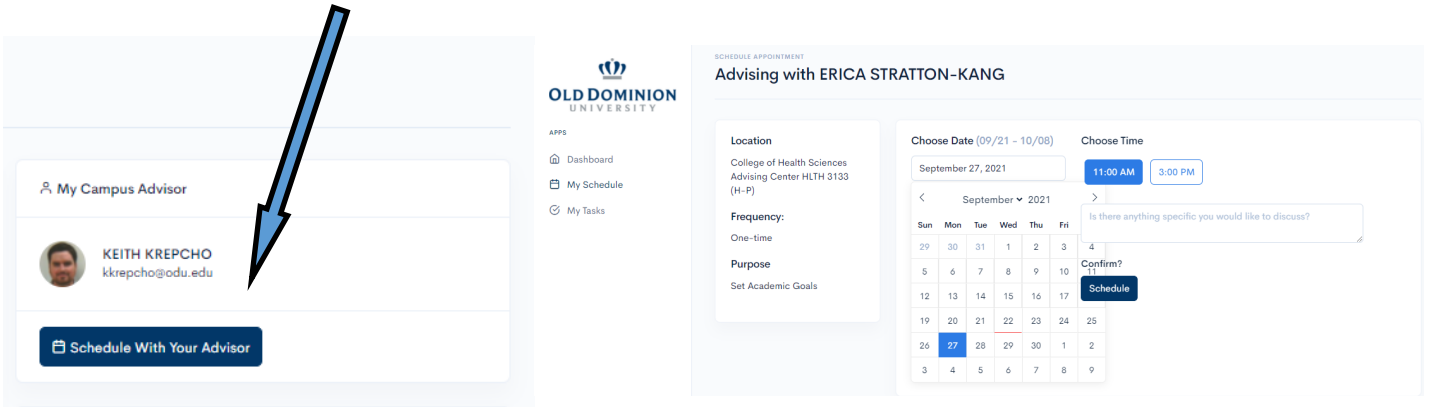 My Campus Advisor
KEITH KREPCHO
kkrepcho@odu.edu
Schedule With Your Advisor
OLD DOMINION
UNIVERSITY
APPS
Dashboard
My Schedule
My Tasks
SCHEDULE APPOINTMENT
Advising with ERICA STRATTON-KANG
Location
College of Health Sciences
Advising Center HLTH 3133
(H-P)
Frequency:
One-time
Purpose
Set Academic Goals
Choose Date (09/21 - 10/08)
September 27, 2021
September 2021
Sun Mon Tue Wed Thu Fri
29 30 31 1 2 3 4
5 6 7 8 9 10 11
12 13 14 15 16 17
19 20 21 22 23 24 25
26 27 28 29 30 1 2
3 4 5 6 7 8 9
Choose Time
11:00 AM 3:00 PM
Is there anything specific you would like to discuss?
Confirm?
Schedule